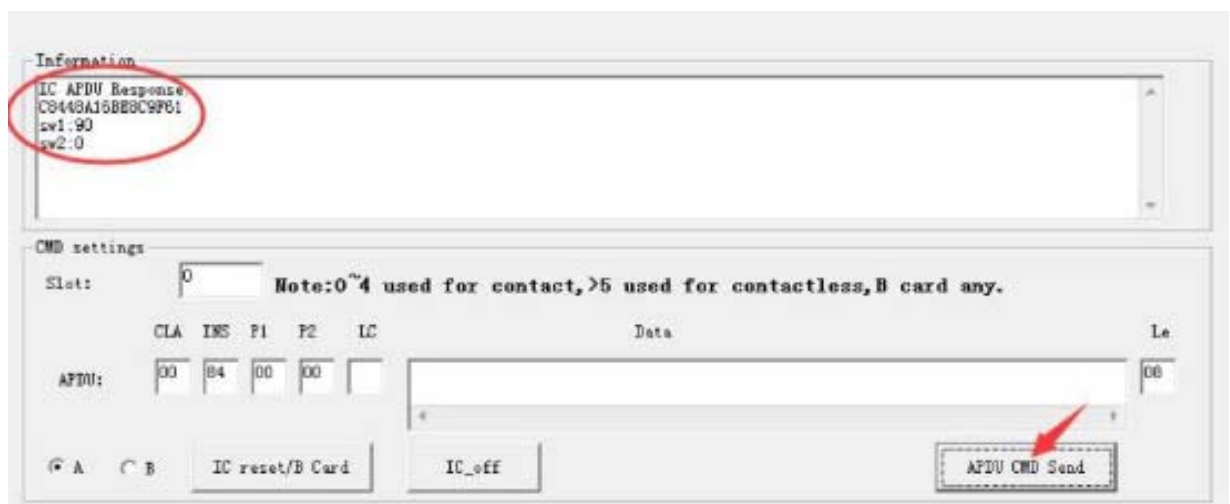 Information
IC APDU Response
C8448A16BE8C9F61
sw1:90
sw2:0
CMD settings
Slot: 0 Note:0~4 used for contact,>5 used for contactless,B card any.
CLA INS P1 P2 LC Data Le
APDU: 00 84 00 00 08
A B IC reset/B Card IC_off APDU CMD Send